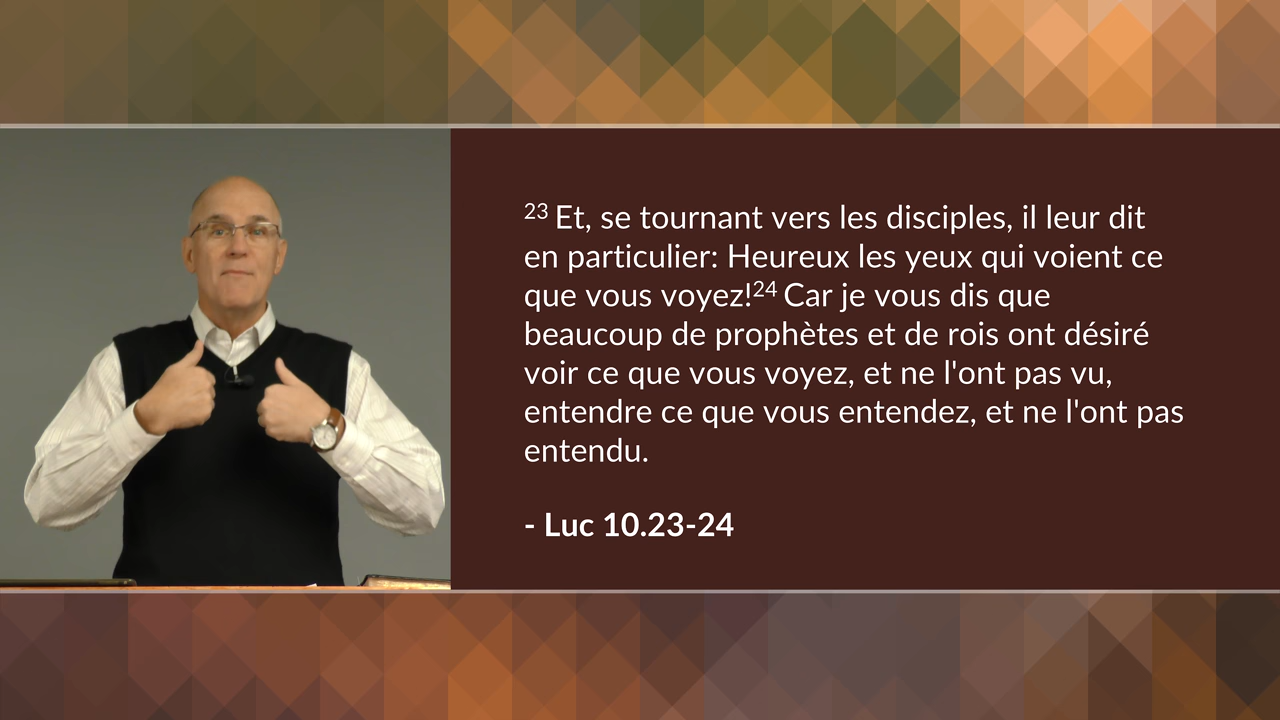 23 Et, se tournant vers les disciples, il leur dit
en particulier: Heureux les yeux qui voient ce
que vous voyez!24 Car je vous dis que
beaucoup de prophètes et de rois ont désiré
voir ce que vous voyez, et ne l'ont pas vu,
entendre ce que vous entendez, et ne l'ont pas
entendu.
- Luc 10.23-24